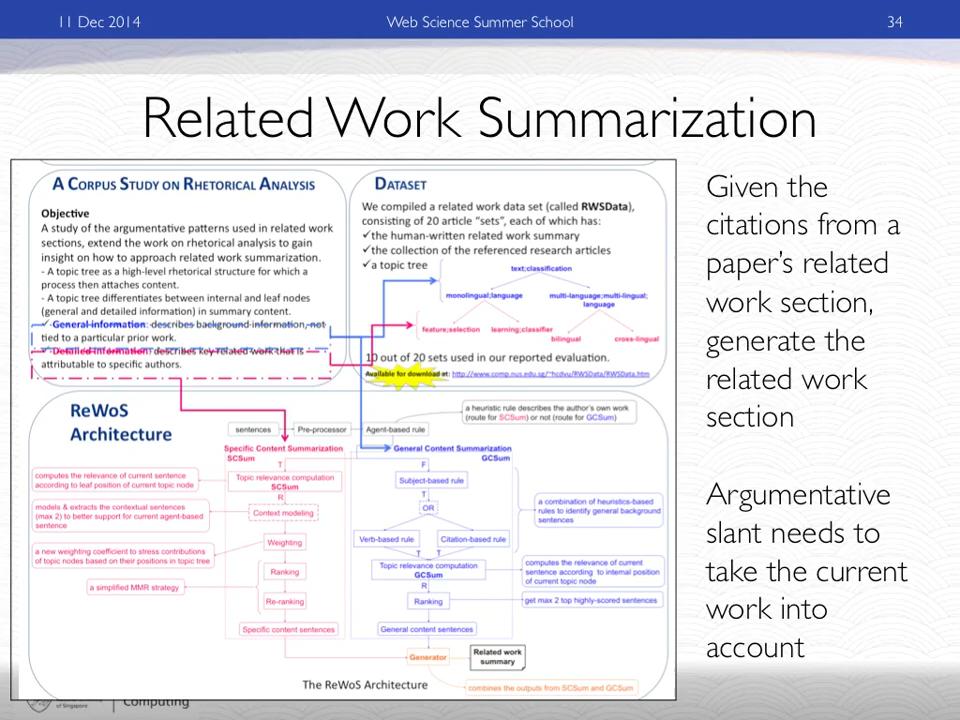 11 Dec 2014
Web Science Summer School
34
Related Work Summarization
A CORPUS STUDY ON RHETORICAL ANALYSIS
Objective
A study of the argumentative patterns used in related work
sections, extend the work on rhetorical analysis to gain
insight on how to approach related work summarization.
- A topic tree as a high-level rhetorical structure for which a
process then attaches content.
- A topic tree differentiates between internal and leaf nodes
(general and detailed information) in summary content.
✓ General information: describes background information, not
tied to a particular prior work.
✓ Detailed information: describes key related work that is
attributable to specific authors.
DATASET
We compiled a related work data set (called RWSData),
consisting of 20 article “sets”, each of which has:
✓the human-written related work summary
✓the collection of the referenced research articles
✓a topic tree
text;classification
monolingual;language
multi-language;multi-lingual;
language
feature;selection
learning;classifier
bilingual
cross-lingual
10 out of 20 sets used in our reported evaluation.
Available for download at: http://www.comp.nus.edu.sg/~hcdvu/RWSData/RWSData.htm
ReWoS
Architecture
sentences
Pre-processor
Agent-based rule
a heuristic rule describes the author's own work
(route for SCSum) or not (route for GCSum)
Specific Content Summarization
SCSum
General Content Summarization
GCSum
T
F
computes the relevance of current sentence
according to leaf position of current topic node
Topic relevance computation
SCSum
R
Subject-based rule
T
OR
models & extracts the contextual sentences
(max 2) to better support for current agent-based
sentence
Context modeling
a combination of heuristics-based
rules to identify general background
sentences
Weighting
Verb-based rule
Citation-based rule
T
T
a new weighting coefficient to stress contributions
of topic nodes based on their positions in topic tree
Ranking
Topic relevance computation
GCSum
R
computes the relevance of current
sentence according to internal position
of current topic node
a simplified MMR strategy
Re-ranking
Ranking
get max 2 top highly-scored sentences
Specific content sentences
General content sentences
Generator
Related work
summary
The ReWoS Architecture
combines the outputs from SCSum and GCSum
Given the
citations from a
paper’s related
work section,
generate the
related work
section
Argumentative
slant needs to
take the current
work into
account
of Singapore
Computing